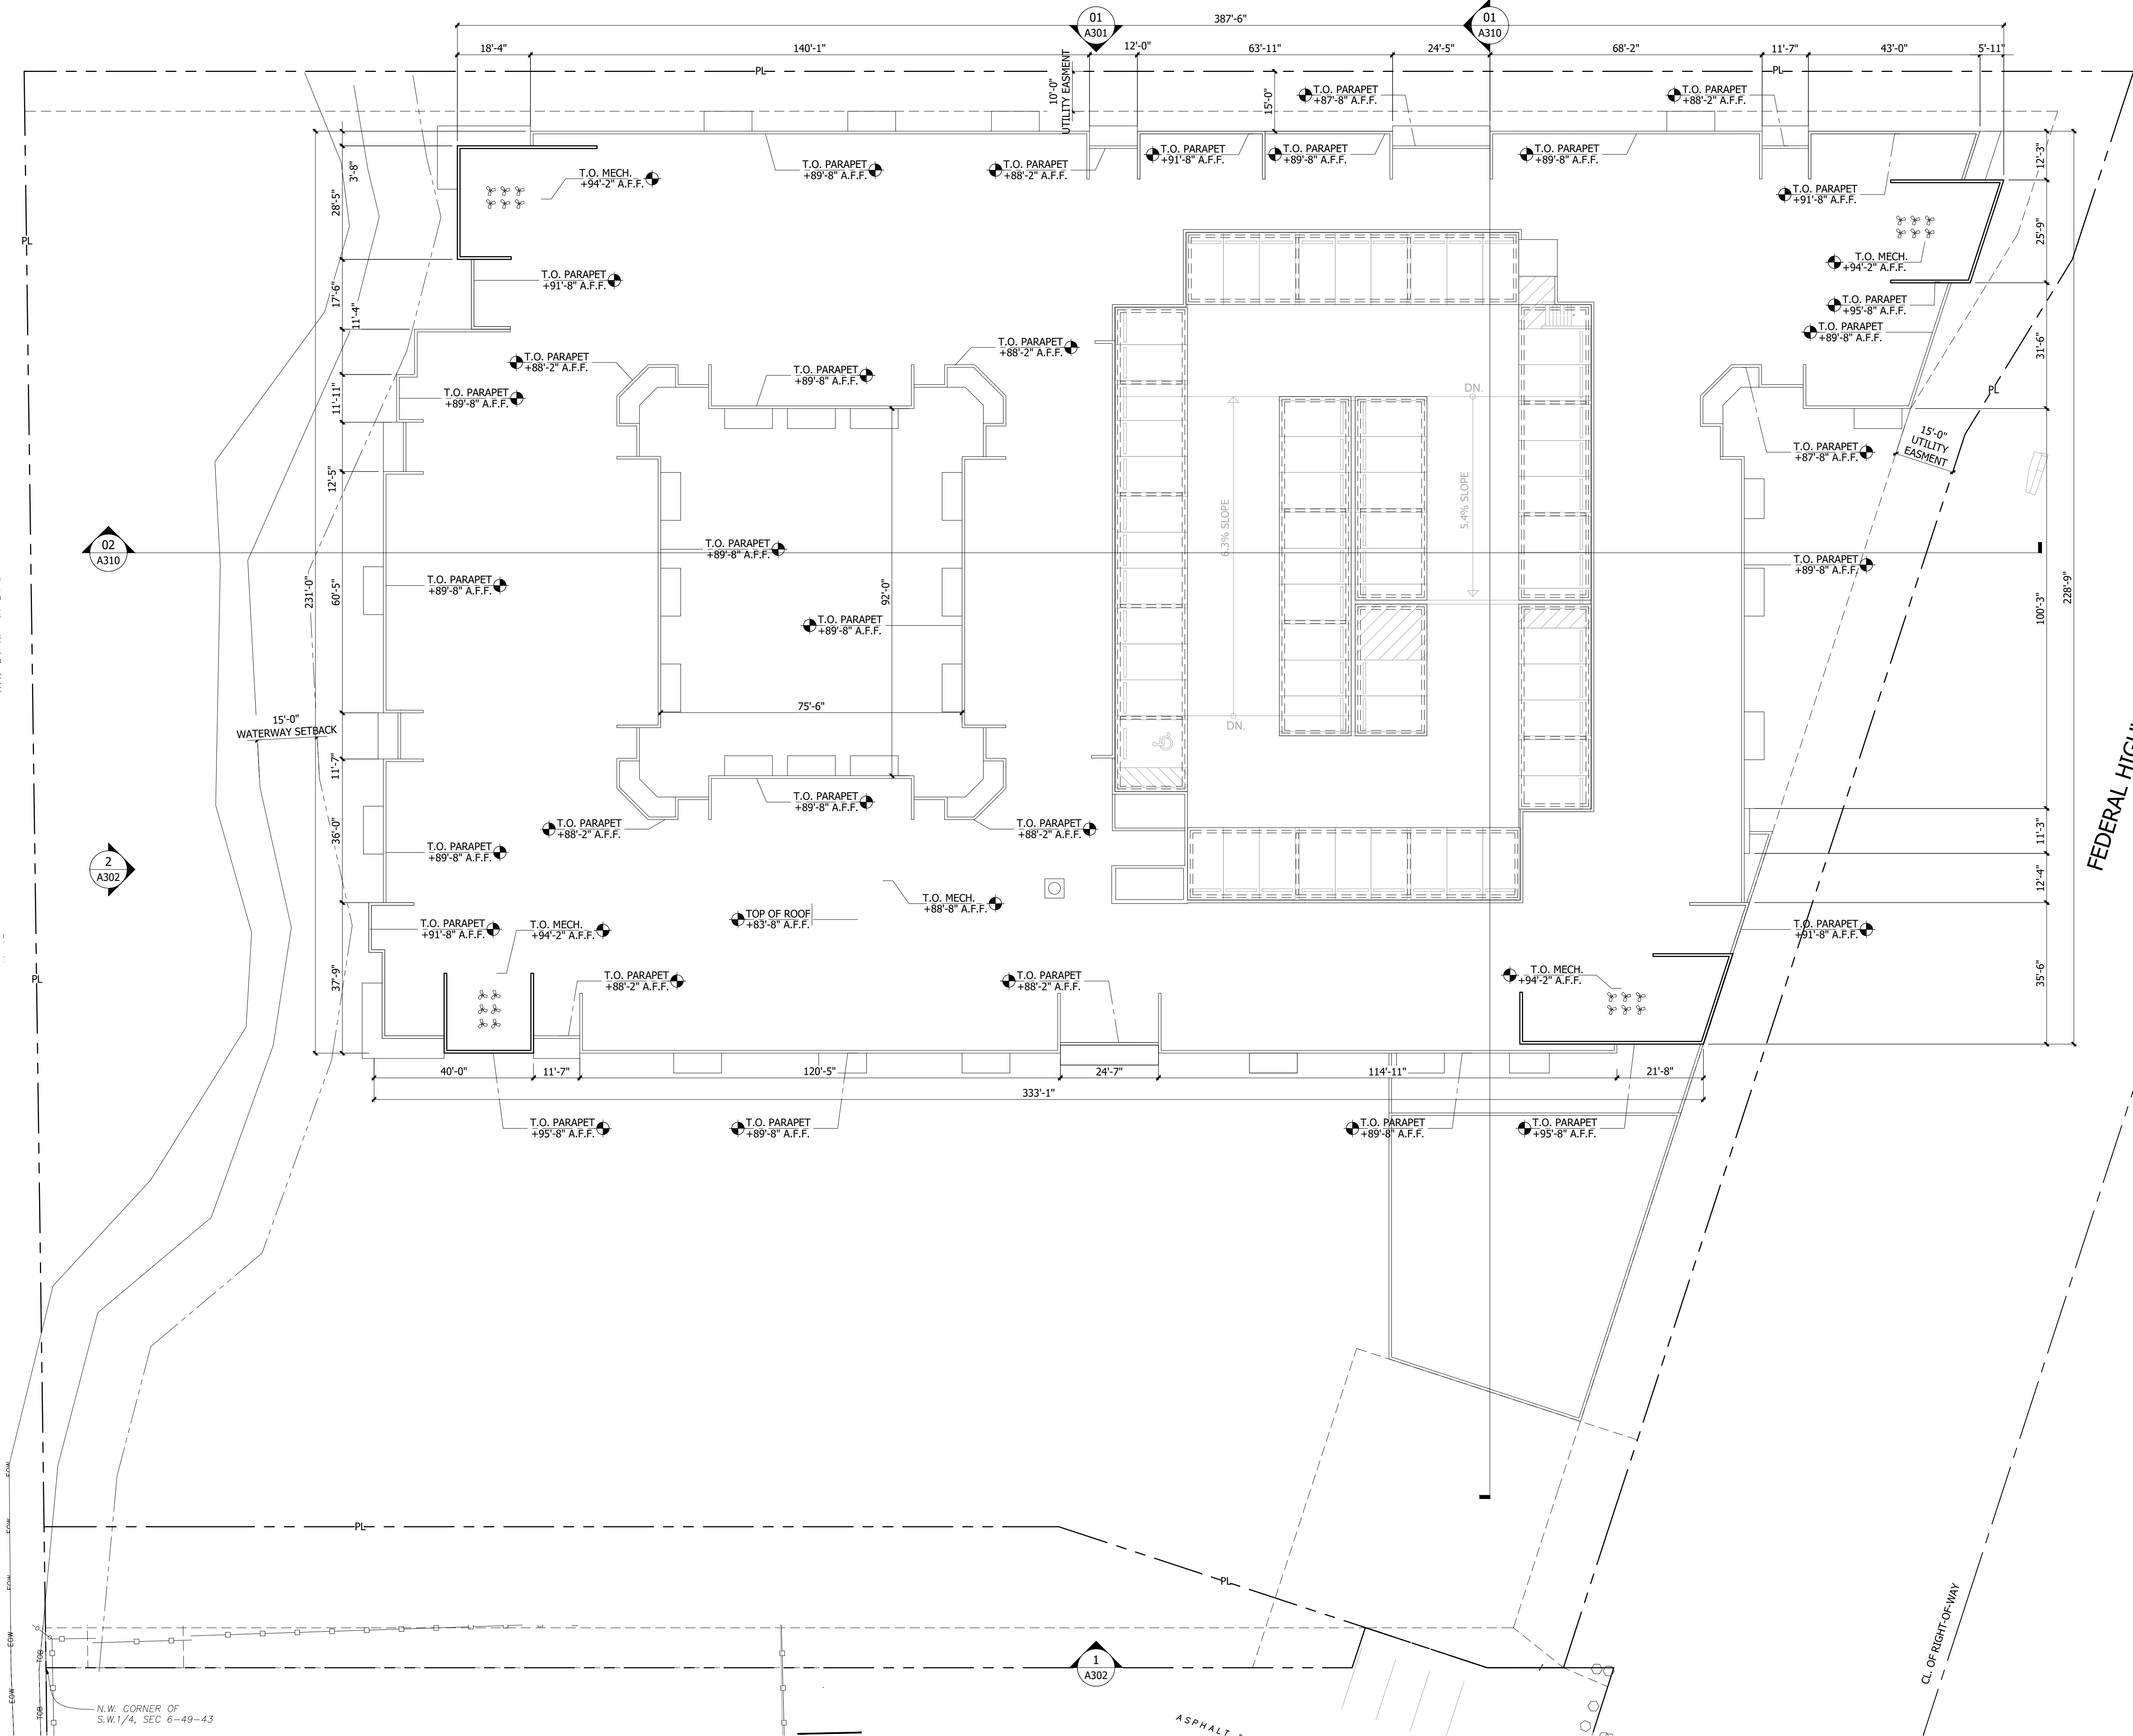 01
A301
01
A310
387'-6"
18'-4"
140'-1"
12'-0"
63'-11"
24'-5"
68'-2"
11'-7"
43'-0"
5'-11"
PL
PL
10'-0"
UTILITY EASMENT
15'-0"
T.O. PARAPET
+87'-8" A.F.F.
T.O. PARAPET
+88'-2" A.F.F.
T.O. MECH.
+94'-2" A.F.F.
T.O. PARAPET
+89'-8" A.F.F.
T.O. PARAPET
+88'-2" A.F.F.
T.O. PARAPET
+91'-8" A.F.F.
T.O. PARAPET
+89'-8" A.F.F.
T.O. PARAPET
+89'-8" A.F.F.
T.O. PARAPET
+91'-8" A.F.F.
12'-3"
3'-8"
28'-5"
PL
25'-9"
T.O. MECH.
+94'-2" A.F.F.
T.O. PARAPET
+91'-8" A.F.F.
17'-6"
11'-4"
T.O. PARAPET
+95'-8" A.F.F.
T.O. PARAPET
+89'-8" A.F.F.
31'-6"
T.O. PARAPET
+88'-2" A.F.F.
T.O. PARAPET
+88'-2" A.F.F.
T.O. PARAPET
+89'-8" A.F.F.
11'-11"
T.O. PARAPET
+89'-8" A.F.F.
DN.
PL
15'-0"
UTILITY
EASMENT
T.O. PARAPET
+87'-8" A.F.F.
12'-5"
6.3% SLOPE
5.4% SLOPE
02
A310
T.O. PARAPET
+89'-8" A.F.F.
T.O. PARAPET
+89'-8" A.F.F.
231'-0"
60'-5"
T.O. PARAPET
+89'-8" A.F.F.
92'-0"
100'-3"
228'-9"
T.O. PARAPET
+89'-8" A.F.F.
75'-6"
DN.
15'-0"
WATERWAY SETBACK
11'-7"
T.O. PARAPET
+89'-8" A.F.F.
T.O. PARAPET
+88'-2" A.F.F.
T.O. PARAPET
+88'-2" A.F.F.
36'-0"
11'-3"
FEDERAL HIGH
2
A302
T.O. PARAPET
+89'-8" A.F.F.
12'-4"
T.O. MECH.
+88'-8" A.F.F.
TOP OF ROOF
+83'-8" A.F.F.
T.O. PARAPET
+91'-8" A.F.F.
T.O. MECH.
+94'-2" A.F.F.
T.O. PARAPET
+91'-8" A.F.F.
PL
37'-9"
T.O. PARAPET
+88'-2" A.F.F.
T.O. PARAPET
+88'-2" A.F.F.
T.O. MECH.
+94'-2" A.F.F.
35'-6"
40'-0"
11'-7"
120'-5"
24'-7"
114'-11"
21'-8"
333'-1"
T.O. PARAPET
+95'-8" A.F.F.
T.O. PARAPET
+89'-8" A.F.F.
T.O. PARAPET
+89'-8" A.F.F.
T.O. PARAPET
+95'-8" A.F.F.
EOW
EOW
PL
EOW
PL
EOW
TOB
EOW
TOB
1
A302
CL. OF RIGHT-OF-WAY
N.W. CORNER OF
S.W.1/4, SEC 6-49-43
ASPHALT